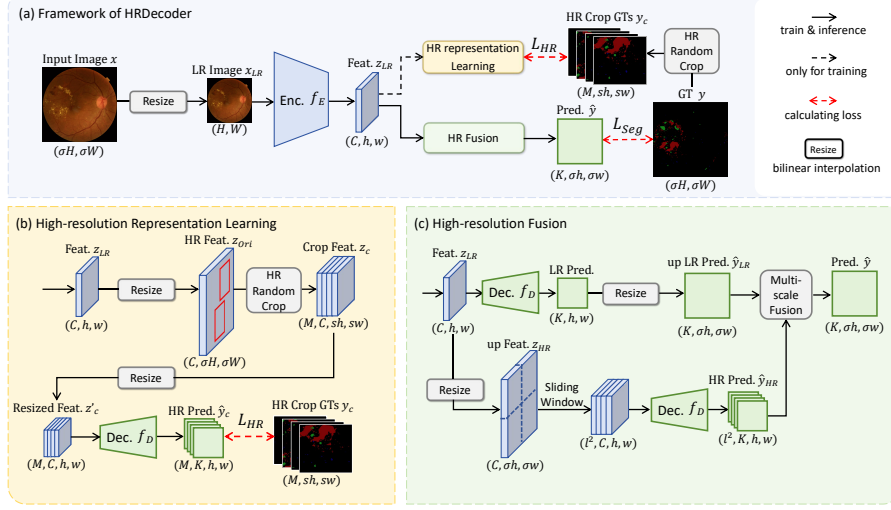 (a) Framework of HRDecoder
Input Image x
(σH, σW)
Resize
LR Image x_LR
(H, W)
Enc. f_E
Feat. z_LR
(C, h, w)
HR representation
Learning
L_HR
HR Crop GTs y_c
(M, sh, sw)
HR
Random
Crop
GT y
(σH, σW)
HR Fusion
Pred. ŷ
(K, σh, σw)
L_Seg
train & inference
only for training
calculating loss
Resize
bilinear interpolation
(b) High-resolution Representation Learning
Feat. z_LR
(C, h, w)
Resize
HR Feat. z_Ori
(C, σH, σW)
HR
Random
Crop
Crop Feat. z_c
(M, C, sh, sw)
Resize
Resized Feat. z'_c
(M, C, h, w)
Dec. f_D
HR Pred. ŷ_c
(M, K, h, w)
L_HR
HR Crop GTs y_c
(M, sh, sw)
(c) High-resolution Fusion
Feat. z_LR
(C, h, w)
Dec. f_D
LR Pred.
(K, h, w)
Resize
up LR Pred. ŷ_LR
(K, σh, σw)
Multi-
scale
Fusion
Pred. ŷ
(K, σh, σw)
Resize
up Feat. z_HR
(C, σh, σw)
Sliding
Window
(l², C, h, w)
Dec. f_D
HR Pred. ŷ_HR
(l², K, h, w)